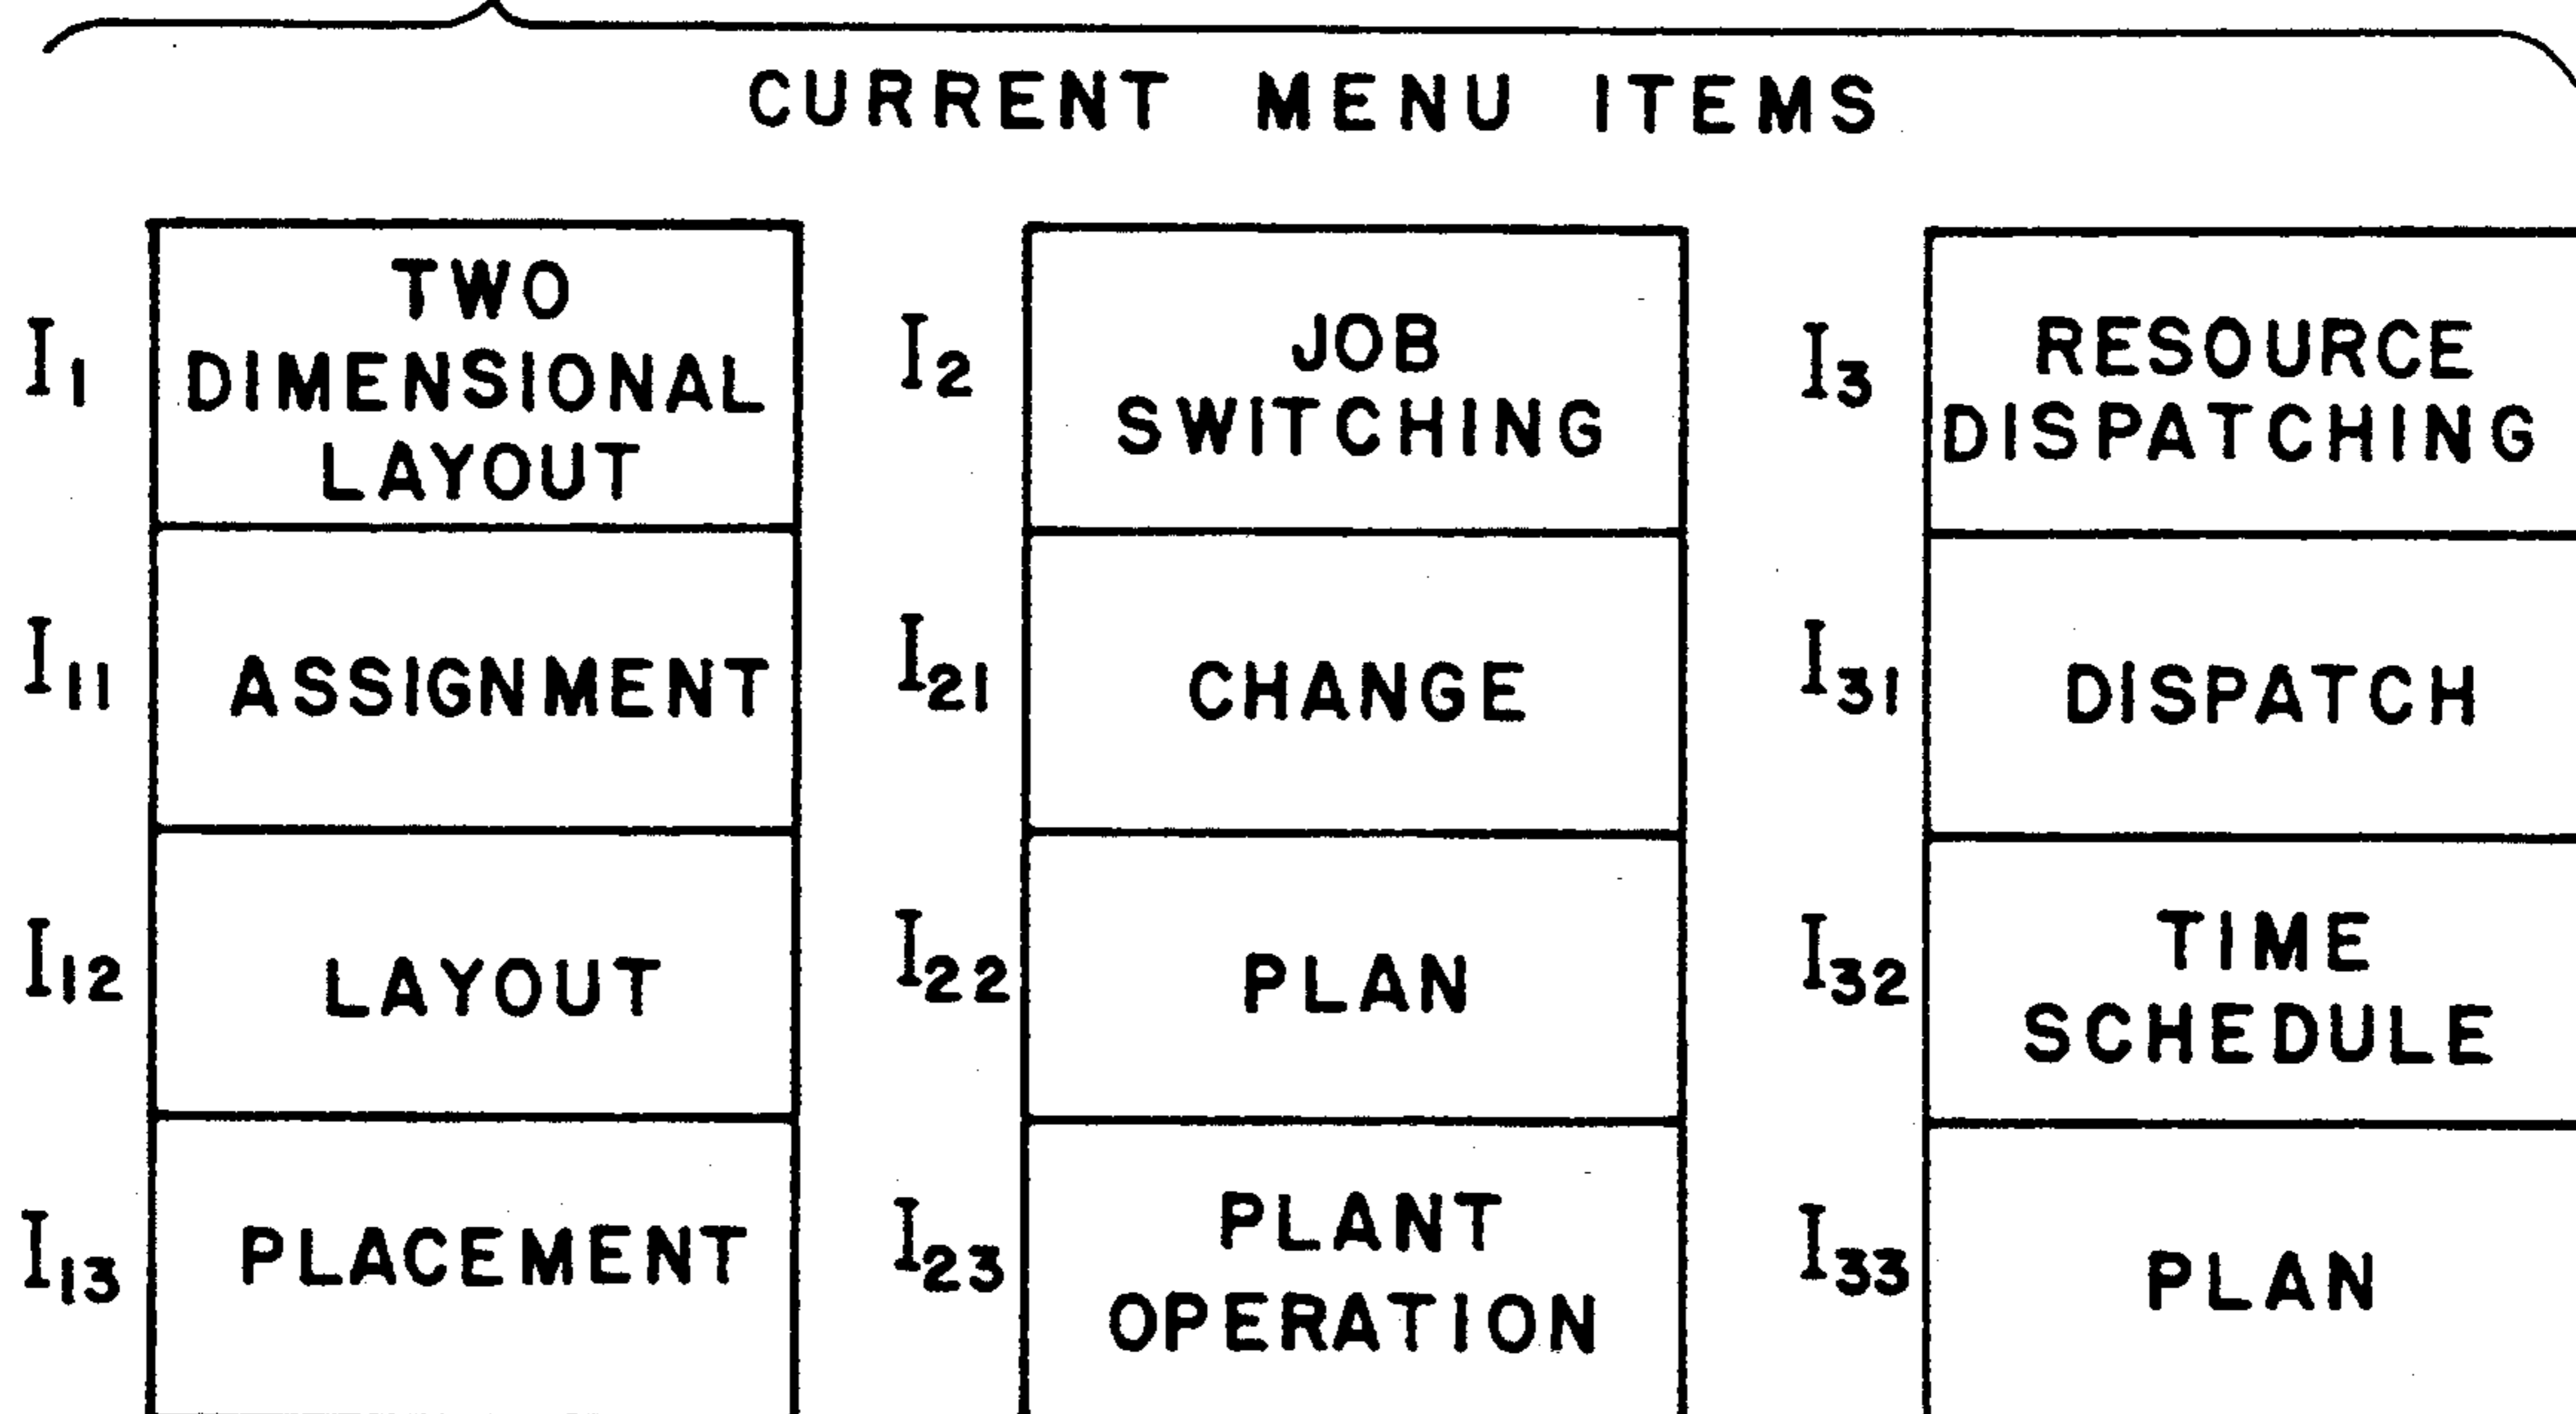 CURRENT MENU ITEMS
I1
TWO
DIMENSIONAL
LAYOUT
I11
ASSIGNMENT
I12
LAYOUT
I13
PLACEMENT
I2
JOB
SWITCHING
I21
CHANGE
I22
PLAN
I23
PLANT
OPERATION
I3
RESOURCE
DISPATCHING
I31
DISPATCH
I32
TIME
SCHEDULE
I33
PLAN